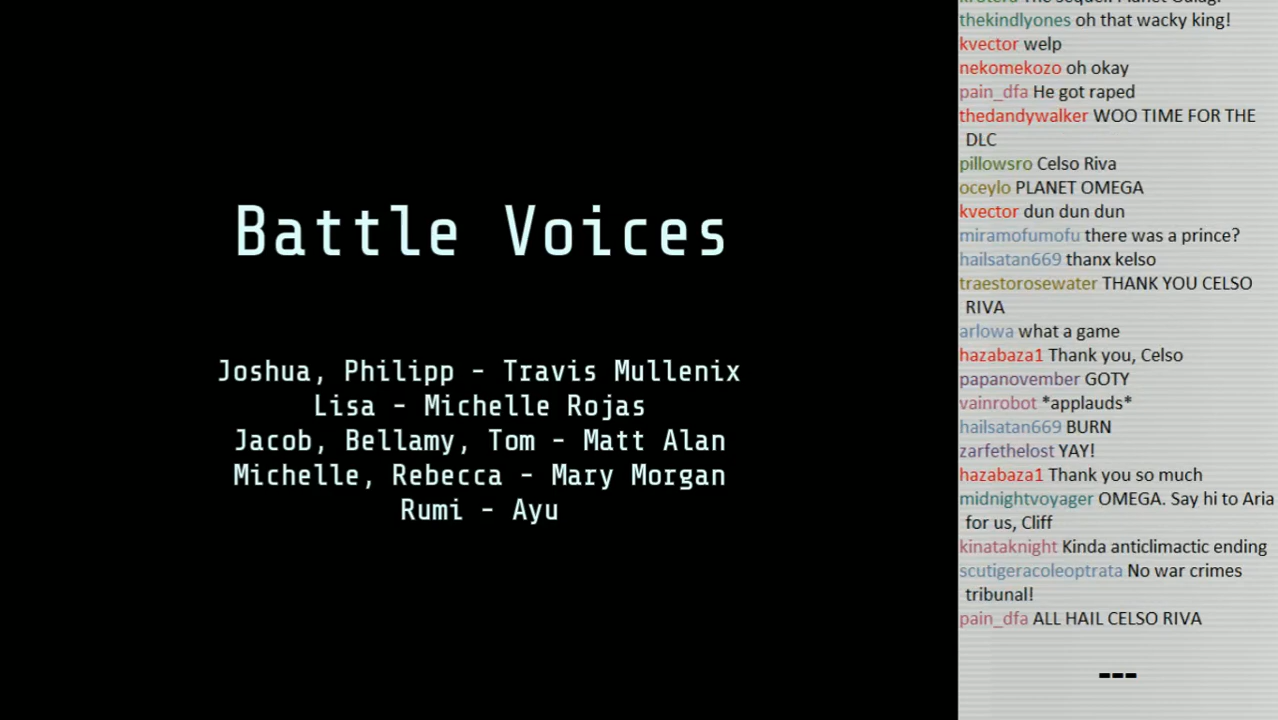 Battle Voices
Joshua, Philipp - Travis Mullenix
Lisa - Michelle Rojas
Jacob, Bellamy, Tom - Matt Alan
Michelle, Rebecca - Mary Morgan
Rumi - Ayu
thekindlyones oh that wacky king!
kvector welp
nekomekozo oh okay
pain_dfa He got raped
thedandywalker WOO TIME FOR THE
DLC
pillowsro Celso Riva
oceylo PLANET OMEGA
kvector dun dun dun
miramofumofu there was a prince?
hailsatan669 thanx kelso
traestorosewater THANK YOU CELSO
RIVA
arlowa what a game
hazabaza1 Thank you, Celso
papanovember GOTY
vainrobot *applauds*
hailsatan669 BURN
zarfethelost YAY!
hazabaza1 Thank you so much
midnightvoyager OMEGA. Say hi to Aria
for us, Cliff
kinataknight Kinda anticlimactic ending
scutigeracoleoptrata No war crimes
tribunal!
pain_dfa ALL HAIL CELSO RIVA
---